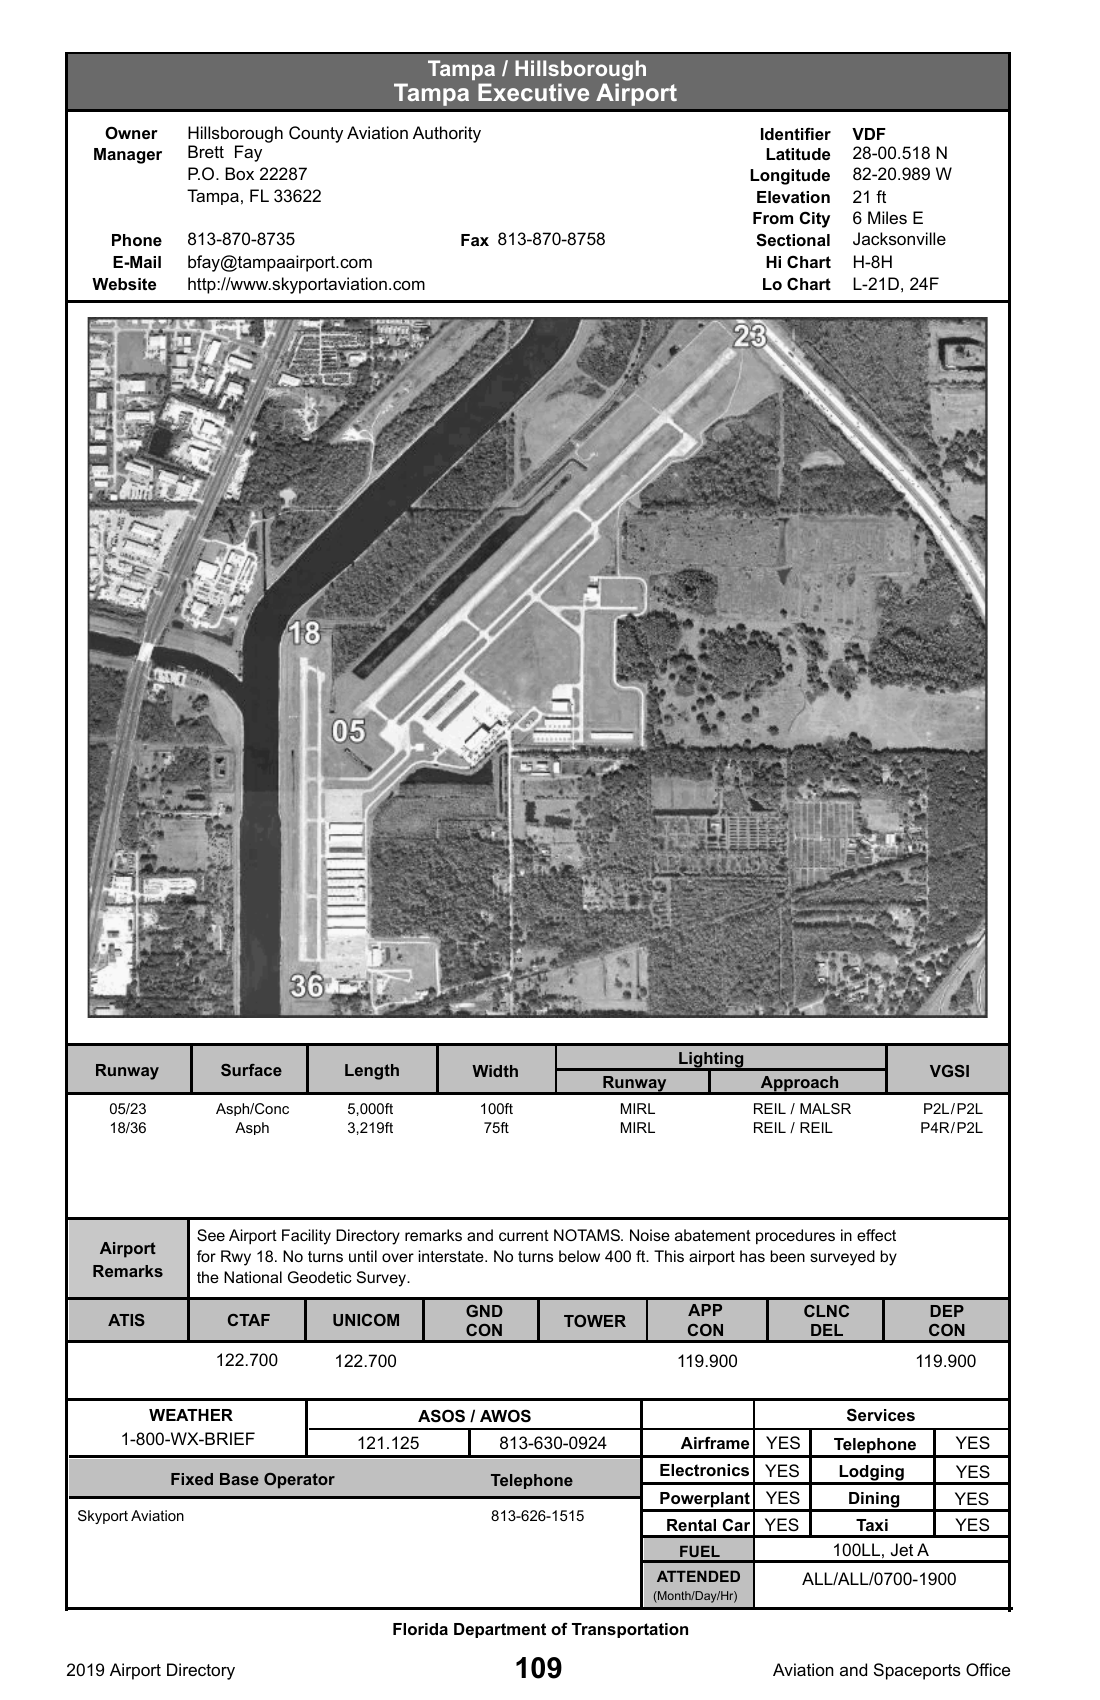 Tampa / Hillsborough
Tampa Executive Airport
Owner Hillsborough County Aviation Authority
Manager Brett Fay
P.O. Box 22287
Tampa, FL 33622
Phone 813-870-8735 Fax 813-870-8758
E-Mail bfay@tampaairport.com
Website http://www.skyportaviation.com
Identifier VDF
Latitude 28-00.518 N
Longitude 82-20.989 W
Elevation 21 ft
From City 6 Miles E
Sectional Jacksonville
Hi Chart H-8H
Lo Chart L-21D, 24F
23
18
05
36
Runway Surface Length Width Lighting VGSI
Runway Approach
05/23 Asph/Conc 5,000ft 100ft MIRL REIL / MALSR P2L/P2L
18/36 Asph 3,219ft 75ft MIRL REIL / REIL P4R/P2L
Airport Remarks
See Airport Facility Directory remarks and current NOTAMS. Noise abatement procedures in effect
for Rwy 18. No turns until over interstate. No turns below 400 ft. This airport has been surveyed by
the National Geodetic Survey.
ATIS CTAF UNICOM GND CON TOWER APP CON CLNC DEL DEP CON
122.700 122.700 119.900 119.900
WEATHER ASOS / AWOS Services
1-800-WX-BRIEF 121.125 813-630-0924
Airframe YES Telephone YES
Electronics YES Lodging YES
Powerplant YES Dining YES
Rental Car YES Taxi YES
Fixed Base Operator Telephone
Skyport Aviation 813-626-1515
FUEL 100LL, Jet A
ATTENDED ALL/ALL/0700-1900
(Month/Day/Hr)
Florida Department of Transportation
2019 Airport Directory 109 Aviation and Spaceports Office